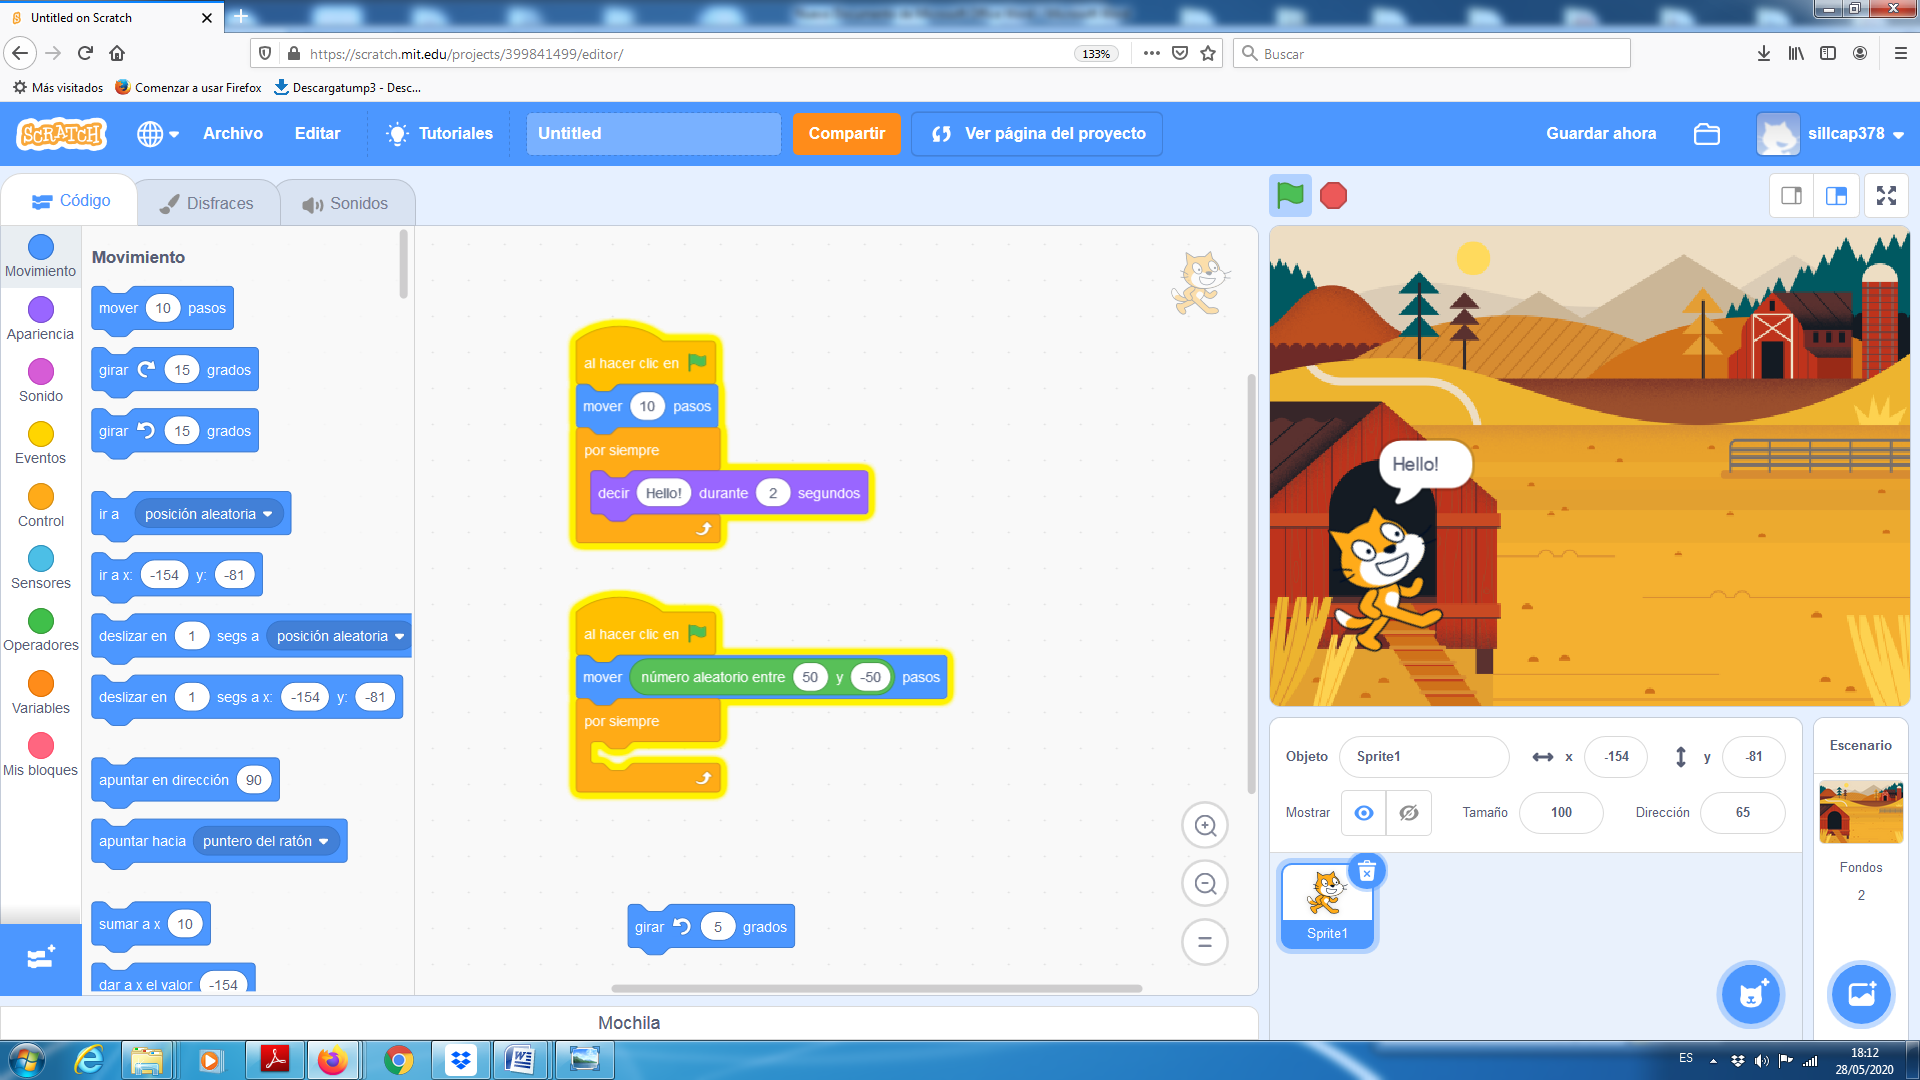 Untitled on Scratch
https://scratch.mit.edu/projects/399841499/editor/
133%
Buscar
Más visitados
Comenzar a usar Firefox
Descargatump3 - Desc...
SCRATCH
Archivo
Editar
Tutoriales
Untitled
Compartir
Ver página del proyecto
Guardar ahora
sillcap378
Código
Disfraces
Sonidos
Movimiento
Apariencia
Sonido
Eventos
Control
Sensores
Operadores
Variables
Mis bloques
Movimiento
mover 10 pasos
girar 15 grados
girar 15 grados
ir a posición aleatoria
ir a x: -154 y: -81
deslizar en 1 segs a posición aleatoria
deslizar en 1 segs a x: -154 y: -81
apuntar en dirección 90
apuntar hacia puntero del ratón
sumar a x 10
dar a x el valor -154
al hacer clic en
mover 10 pasos
por siempre
decir Hello! durante 2 segundos
al hacer clic en
mover número aleatorio entre 50 y -50 pasos
por siempre
girar 5 grados
Mochila
Hello!
Objeto Sprite1 x -154 y -81
Mostrar Tamaño 100 Dirección 65
Sprite1
Escenario
Fondos
2
ES
18:12
28/05/2020